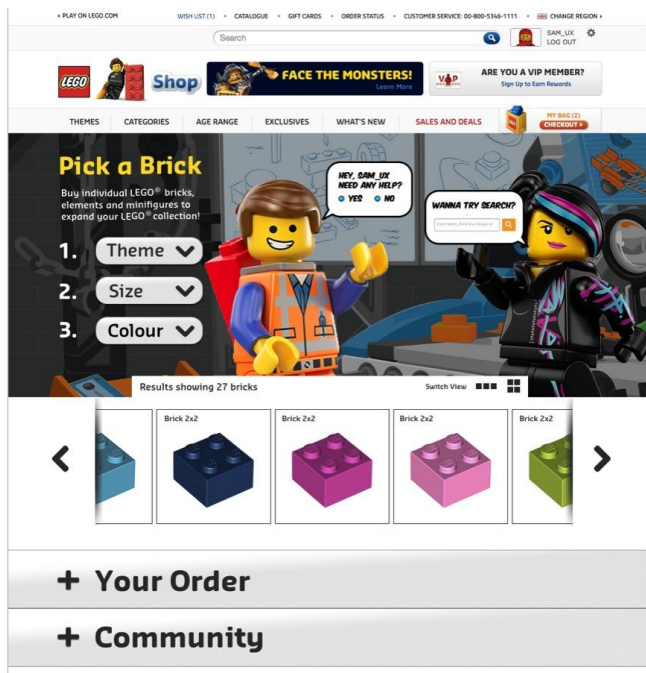 PLAY ON LEGO.COM
WISH LIST (1) • CATALOGUE • GIFT CARDS • ORDER STATUS • CUSTOMER SERVICE: 00-800-5346-1111 • CHANGE REGION
Search
SAM_UX
LOG OUT
LEGO
Shop
FACE THE MONSTERS!
Learn More
VIP
ARE YOU A VIP MEMBER?
Sign Up to Earn Rewards
THEMES
CATEGORIES
AGE RANGE
EXCLUSIVES
WHAT'S NEW
SALES AND DEALS
MY BAG (2)
CHECKOUT >
Pick a Brick
Buy individual LEGO® bricks,
elements and minifigures to
expand your LEGO® collection!
1. Theme
2. Size
3. Colour
HEY, SAM_UX
NEED ANY HELP?
YES NO
WANNA TRY SEARCH?
Results showing 27 bricks
Switch View
Brick 2x2
Brick 2x2
Brick 2x2
Brick 2x2
+ Your Order
+ Community